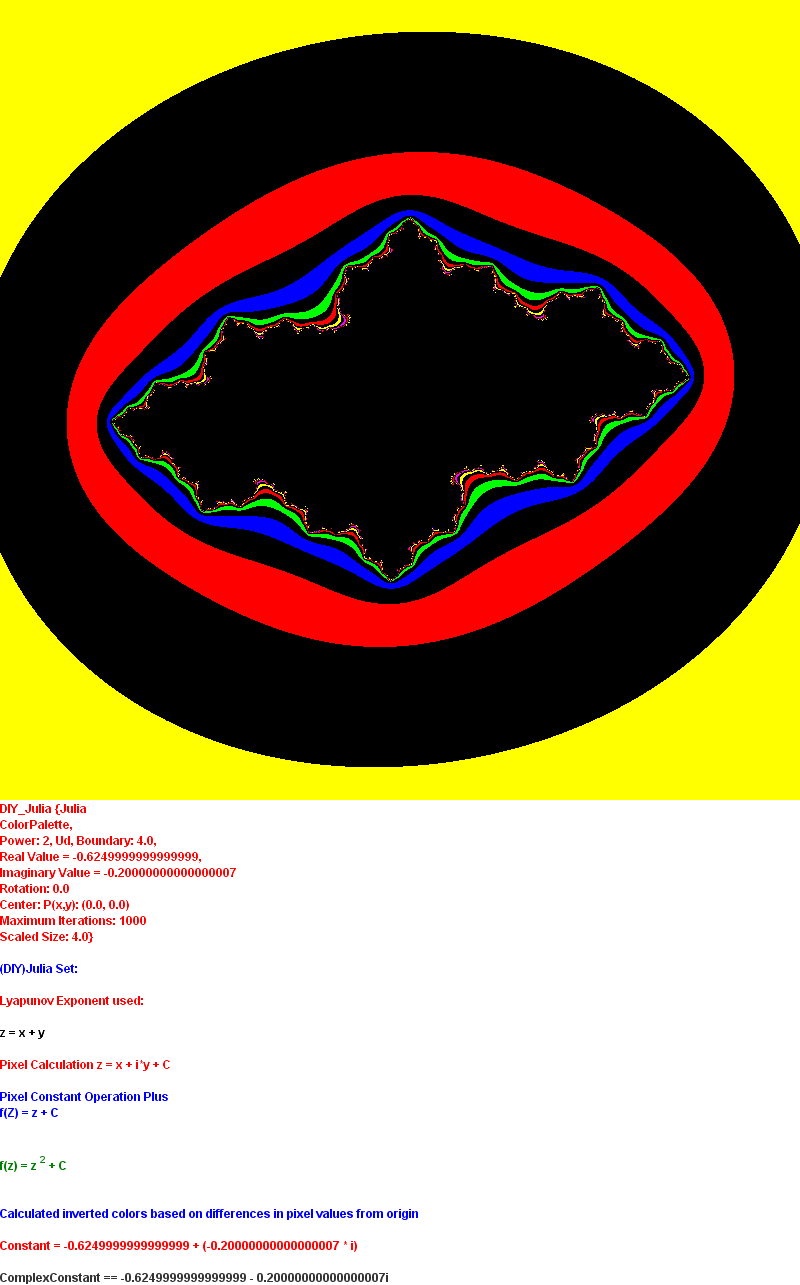 DIY_Julia {Julia
ColorPalette,
Power: 2, Ud, Boundary: 4.0,
Real Value = -0.6249999999999999,
Imaginary Value = -0.20000000000000007
Rotation: 0.0
Center: P(x,y): (0.0, 0.0)
Maximum Iterations: 1000
Scaled Size: 4.0}
(DIY)Julia Set:
Lyapunov Exponent used:
z = x + y
Pixel Calculation z = x + i*y + C
Pixel Constant Operation Plus
f(Z) = z + C
f(z) = z 2 + C
Calculated inverted colors based on differences in pixel values from origin
Constant = -0.6249999999999999 + (-0.20000000000000007 * i)
ComplexConstant == -0.6249999999999999 - 0.20000000000000007i